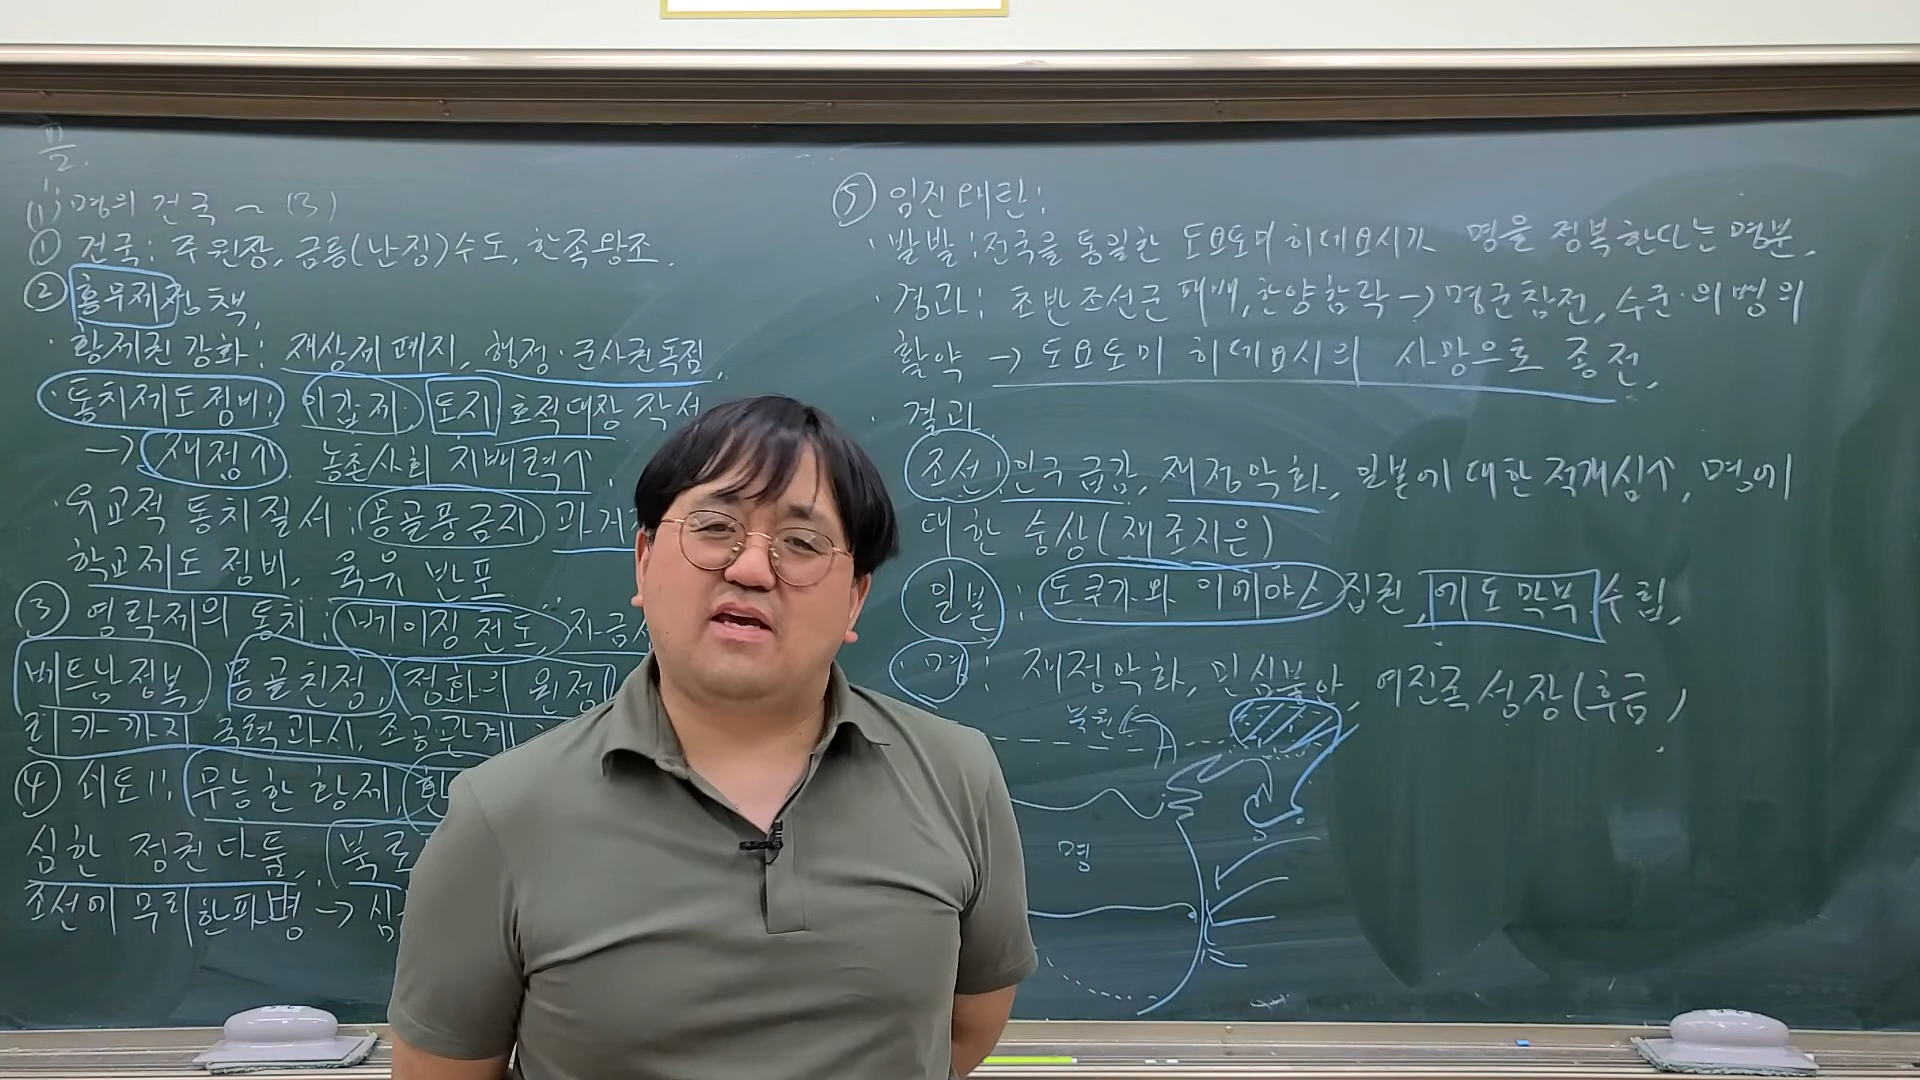 II
2.
(1) 명의 건국 ~ (3)
① 건국: 주원장, 금릉(난징)수도, 한족왕조.
② 홍무제정책.
· 황제권 강화: 재상제 폐지, 행정·군사권 독점.
· 통치제도정비: 이갑제. 토지 호적대장 작성
→ 재정↑ 농촌사회 지배력↑.
· 유교적 통치질서: 몽골풍금지 과거
학교제도 정비, 육유 반포
③ 영락제의 통치: 베이징 천도, 자금
베트남정복 몽골친정, 정화의 원정
리카까지 국력과시, 조공관계
④ 쇠퇴: 무능한 황제, 환
심한 정권다툼, 북로
조선에 무리한파병 →
⑤ 임진왜란:
· 발발: 전국을 통일한 도요토미히데요시가 명을 정복한다는 명분.
· 경과: 초반조선군 패배, 한양함락 → 명군참전, 수군·의병의
활약 → 도요토미 히데요시의 사망으로 종전.
· 결과
조선: 인구급감, 재정악화, 일본에 대한 적개심↑, 명에
대한 숭상(재조지은)
일본: 도쿠가와 이에야스 집권, 에도막부 수립,
명: 재정악화, 민심불안, 여진족 성장(후금)
북원
명